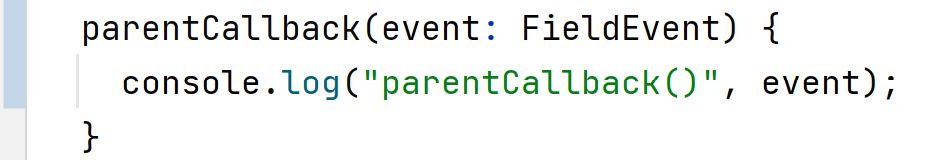 parentCallback(event: FieldEvent) {
  console.log("parentCallback()", event);
}